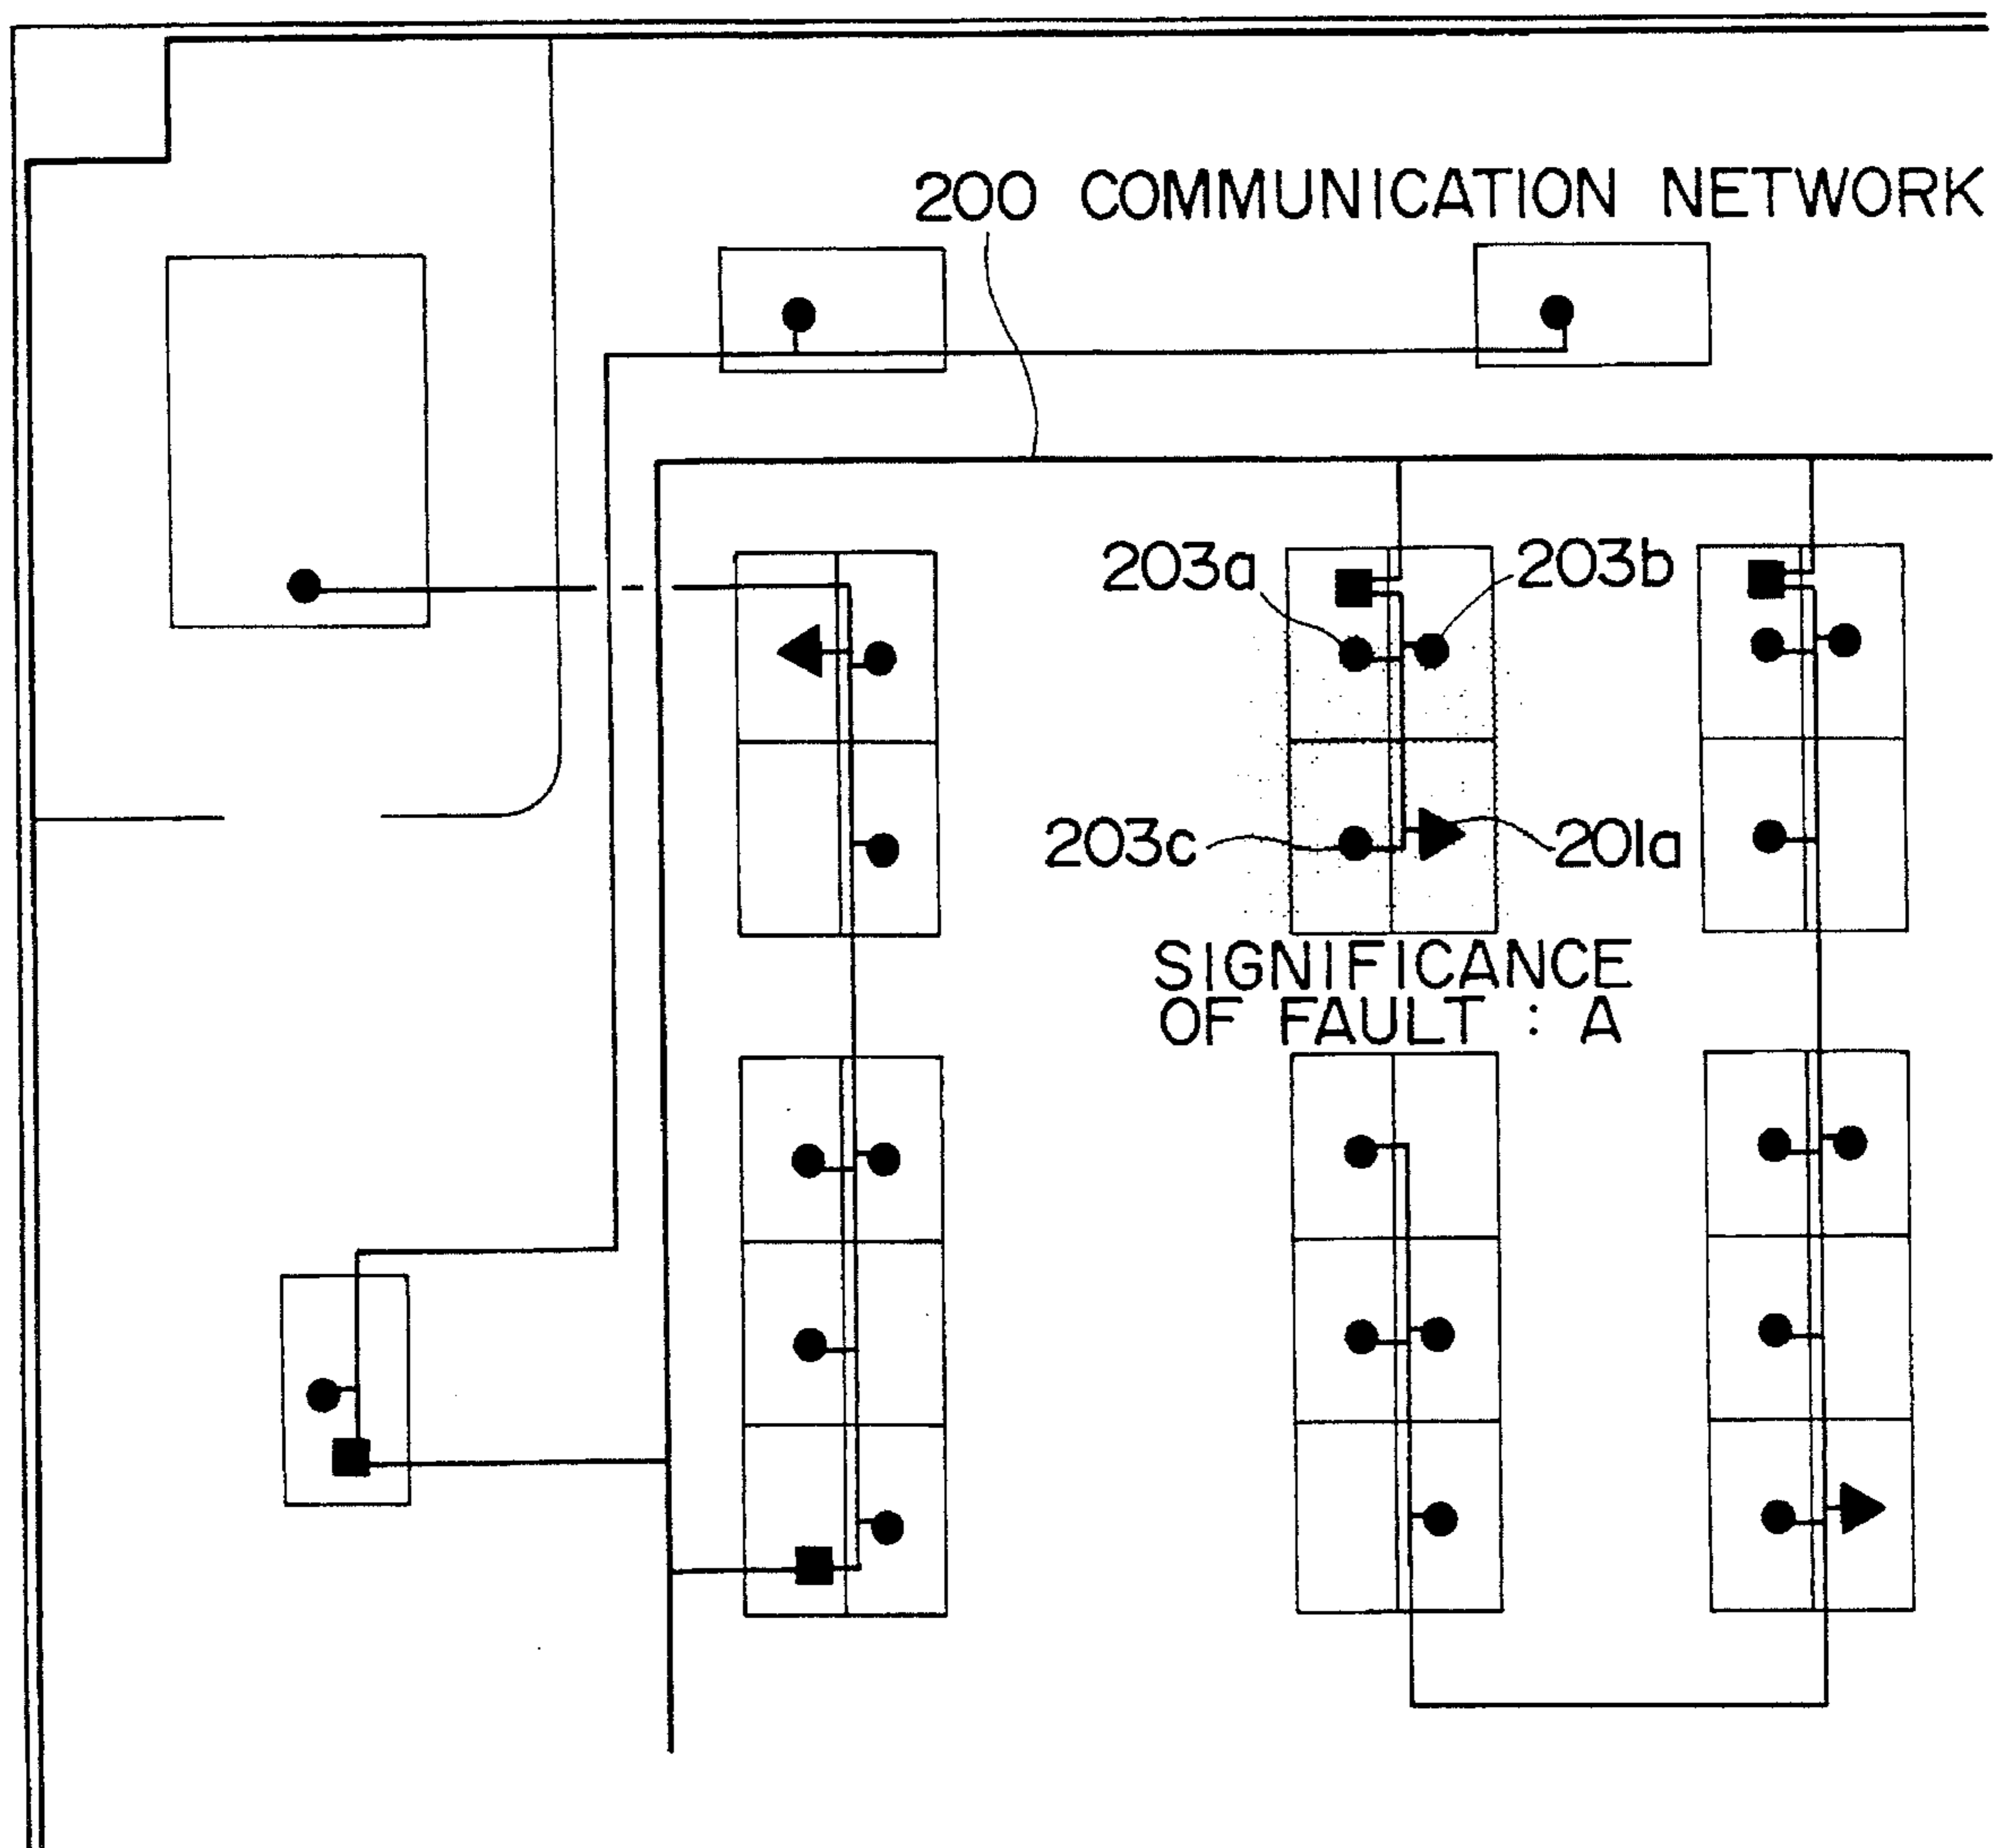 200 COMMUNICATION NETWORK
203a
203b
203c
201a
SIGNIFICANCE
OF FAULT : A